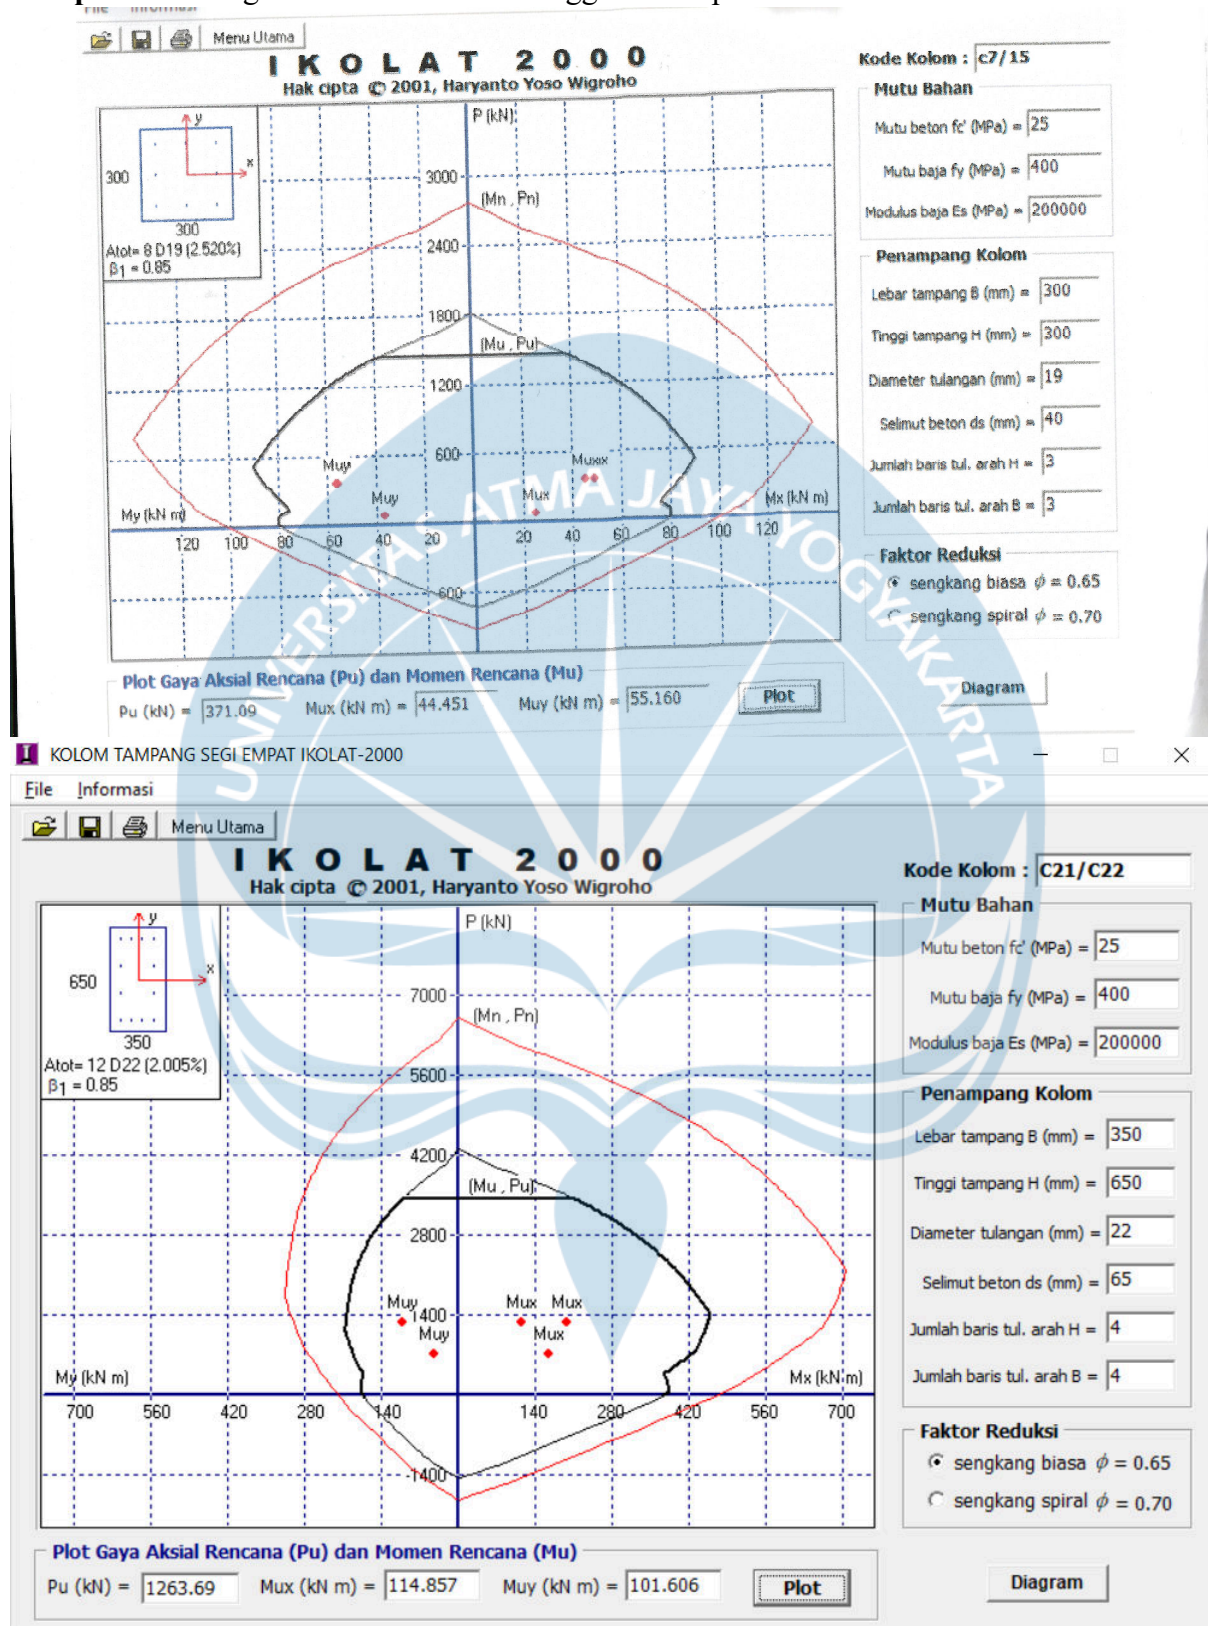 File Informasi
Menu Utama
I K O L A T 2 0 0 0
Hak cipta © 2001, Haryanto Yoso Wigroho
Kode Kolom : c7/15
Mutu Bahan
Mutu beton fc' (MPa) = 25
Mutu baja fy (MPa) = 400
Modulus baja Es (MPa) = 200000
Penampang Kolom
Lebar tampang B (mm) = 300
Tinggi tampang H (mm) = 300
Diameter tulangan (mm) = 19
Selimut beton ds (mm) = 40
Jumlah baris tul. arah H = 3
Jumlah baris tul. arah B = 3
Faktor Reduksi
sengkang biasa ϕ = 0.65
sengkang spiral ϕ = 0.70
Diagram
y
x
300
300
Atot= 8 D19 (2.520%)
β1 = 0.85
P (kN)
3000
(Mn , Pn)
2400
1800
(Mu , Pu)
1200
600
Muy
Muy
Mux
My (kN m)
Mx (kN m)
120 100 80 60 40 20 20 40 60 80 100 120
600
Plot Gaya Aksial Rencana (Pu) dan Momen Rencana (Mu)
Pu (kN) = 371.09 Mux (kN m) = 44.451 Muy (kN m) = 55.160 Plot
UNIVERSITAS ATMA JAYA YOGYAKARTA
KOLOM TAMPANG SEGI EMPAT IKOLAT-2000
File Informasi
Menu Utama
I K O L A T 2 0 0 0
Hak cipta © 2001, Haryanto Yoso Wigroho
Kode Kolom : C21/C22
Mutu Bahan
Mutu beton fc' (MPa) = 25
Mutu baja fy (MPa) = 400
Modulus baja Es (MPa) = 200000
Penampang Kolom
Lebar tampang B (mm) = 350
Tinggi tampang H (mm) = 650
Diameter tulangan (mm) = 22
Selimut beton ds (mm) = 65
Jumlah baris tul. arah H = 4
Jumlah baris tul. arah B = 4
Faktor Reduksi
sengkang biasa ϕ = 0.65
sengkang spiral ϕ = 0.70
Diagram
y
x
650
350
Atot= 12 D22 (2.005%)
β1 = 0.85
P (kN)
7000
(Mn , Pn)
5600
4200
(Mu , Pu)
2800
1400
Muy Mux Mux
Muy Mux
My (kN m)
Mx (kN m)
700 560 420 280 140 140 280 420 560 700
-1400
Plot Gaya Aksial Rencana (Pu) dan Momen Rencana (Mu)
Pu (kN) = 1263.69 Mux (kN m) = 114.857 Muy (kN m) = 101.606 Plot